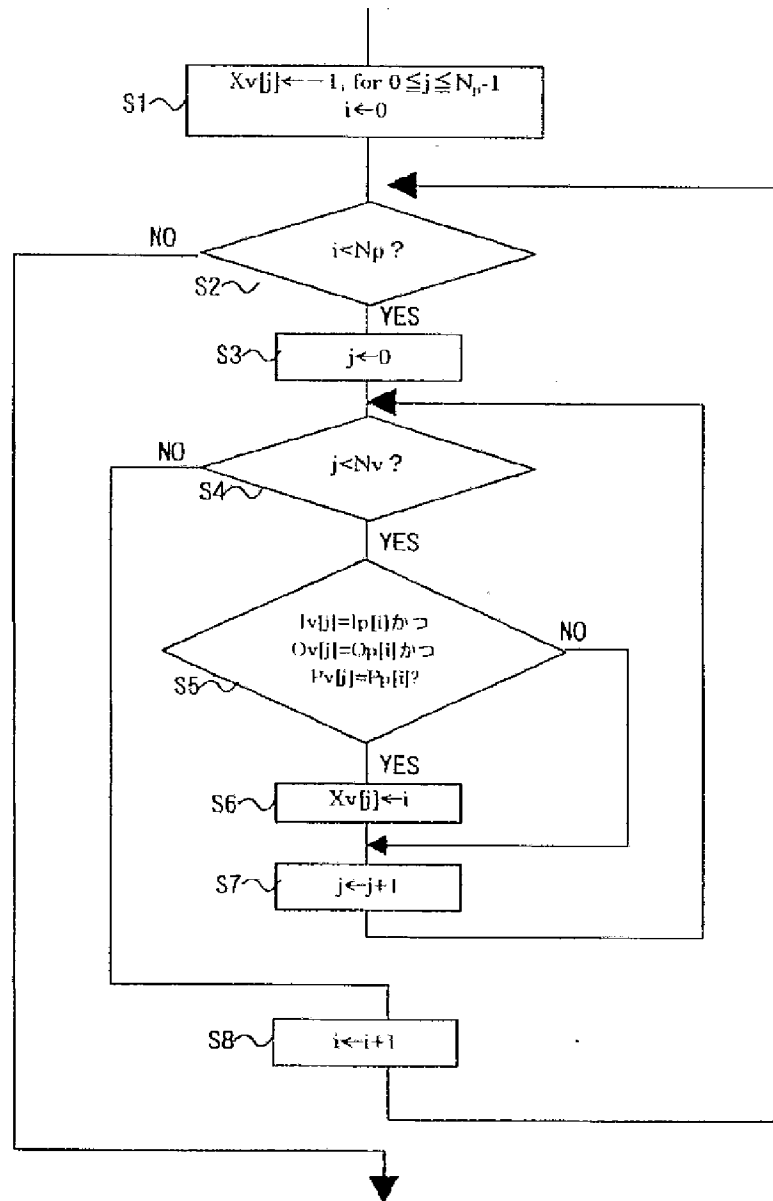 S1
Xv[j]←−1, for 0≦j≦Np-1
i←0
i<Np?
NO
S2
YES
S3
j←0
j<Nv?
NO
S4
YES
Iv[j]=Ip[i]かつ
Ov[j]=Op[i]かつ
Pv[j]=Pp[i]?
NO
S5
YES
S6
Xv[j]←i
S7
j←j+1
S8
i←i+1